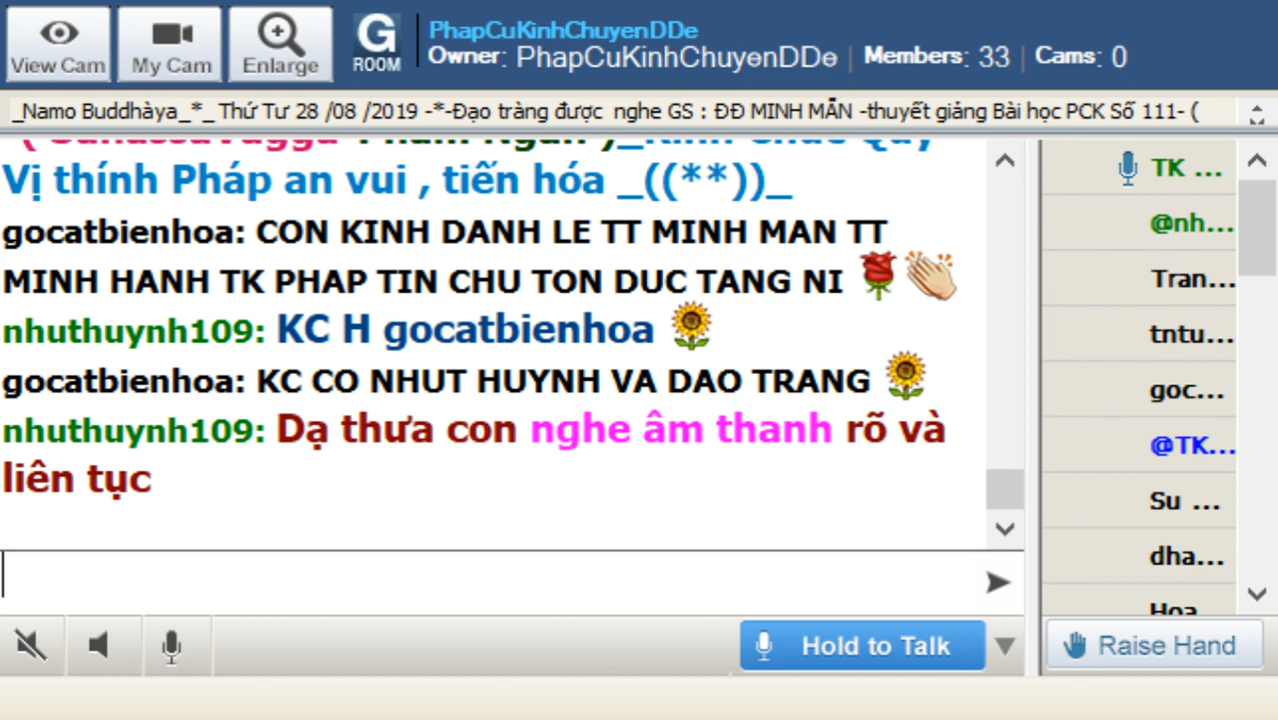 View Cam
My Cam
Enlarge
G
ROOM
PhapCuKinhChuyenDDe
Owner: PhapCuKinhChuyenDDe | Members: 33 | Cams: 0
_Namo Buddhàya_*_ Thứ Tư 28 /08 /2019 -*-Đạo tràng được nghe GS : ĐĐ MINH MẪN -thuyết giảng Bài học PCK Số 111- (
Vị thính Pháp an vui , tiến hóa _((**))_
gocatbienhoa: CON KINH DANH LE TT MINH MAN TT
MINH HANH TK PHAP TIN CHU TON DUC TANG NI
nhuthuynh109: KC H gocatbienhoa
gocatbienhoa: KC CO NHUT HUYNH VA DAO TRANG
nhuthuynh109: Dạ thưa con nghe âm thanh rõ và
liên tục
TK ...
@nh...
Tran...
tntu...
goc...
@TK...
Su ...
dha...
Hoa
Hold to Talk
Raise Hand